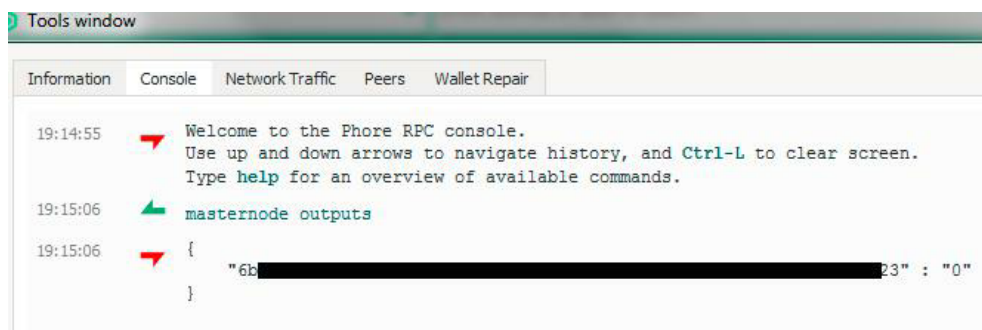 Tools window
Information Console Network Traffic Peers Wallet Repair
19:14:55 Welcome to the Phore RPC console.
Use up and down arrows to navigate history, and Ctrl-L to clear screen.
Type help for an overview of available commands.
19:15:06 masternode outputs
19:15:06 {
"6b 23" : "0"
}